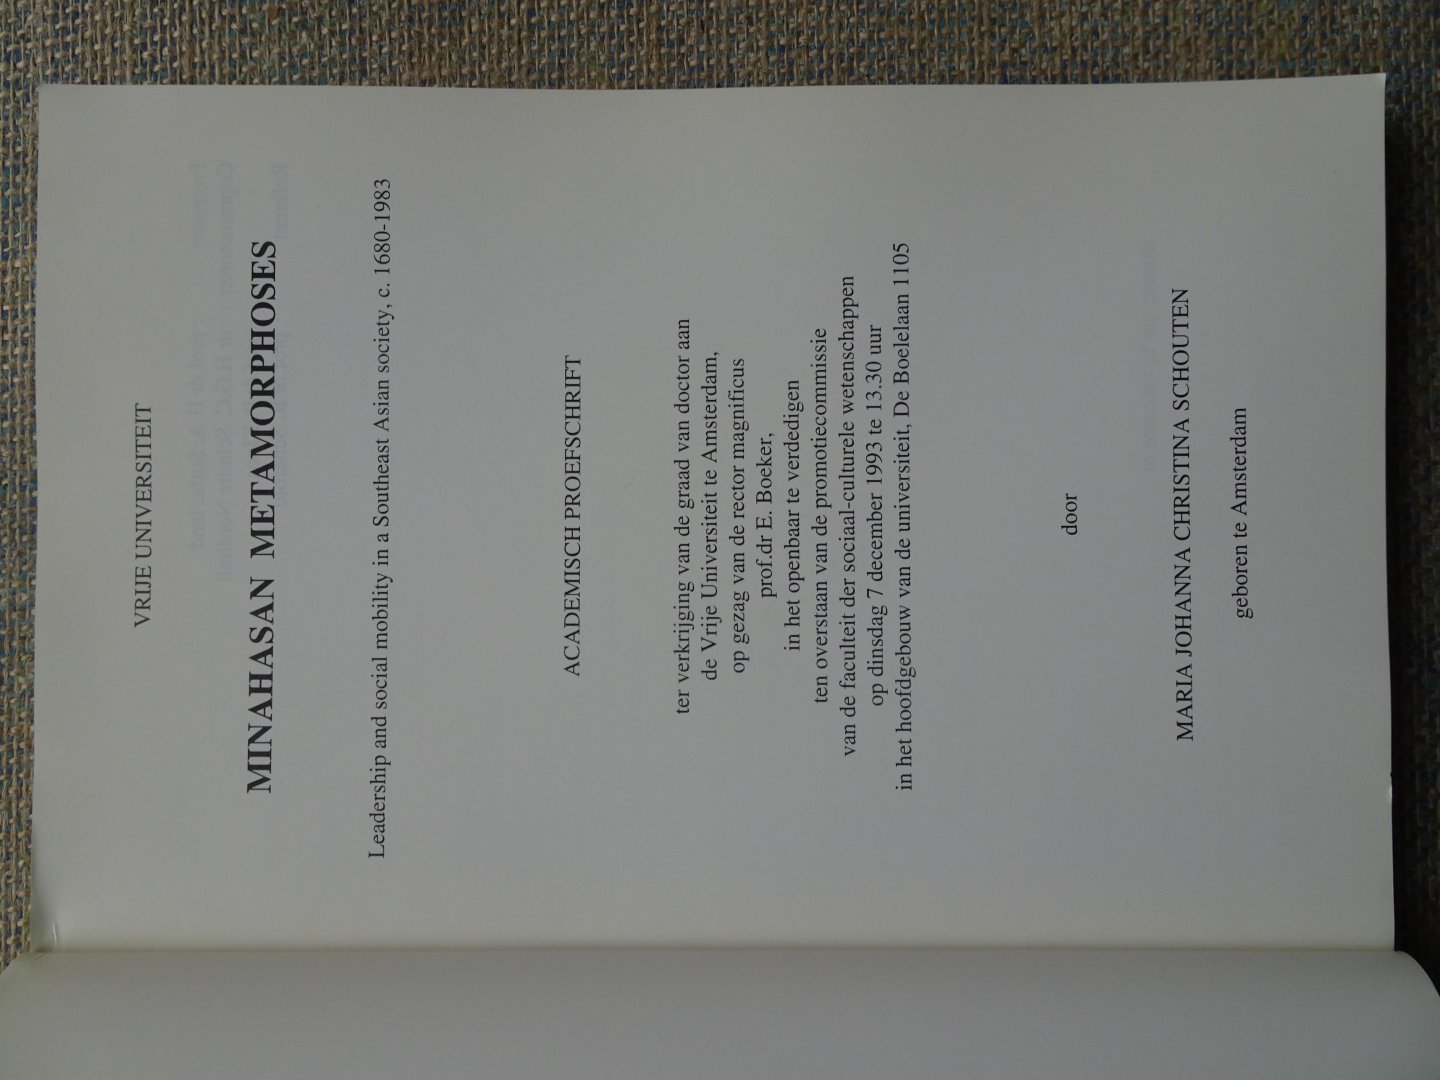 VRIJE UNIVERSITEIT
MINAHASAN METAMORPHOSES
Leadership and social mobility in a Southeast Asian society, c. 1680-1983
ACADEMISCH PROEFSCHRIFT
ter verkrijging van de graad van doctor aan
de Vrije Universiteit te Amsterdam,
op gezag van de rector magnificus
prof.dr E. Boeker,
in het openbaar te verdedigen
ten overstaan van de promotiecommissie
van de faculteit der sociaal-culturele wetenschappen
op dinsdag 7 december 1993 te 13.30 uur
in het hoofdgebouw van de universiteit, De Boelelaan 1105
door
MARIA JOHANNA CHRISTINA SCHOUTEN
geboren te Amsterdam